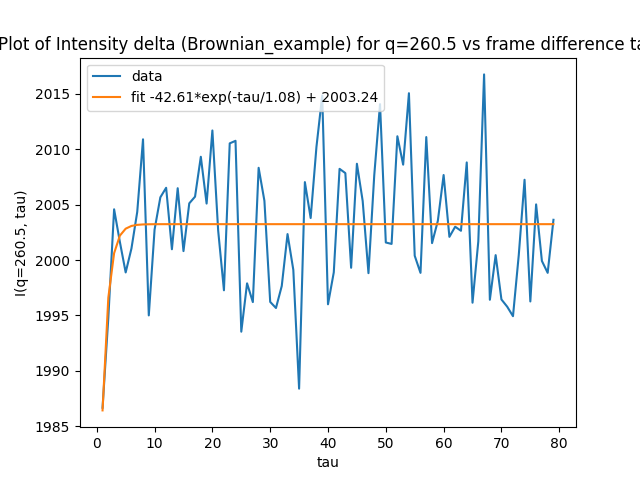 Plot of Intensity delta (Brownian_example) for q=260.5 vs frame difference ta
data
fit -42.61*exp(-tau/1.08) + 2003.24
I(q=260.5, tau)
2015
2010
2005
2000
1995
1990
1985
0 10 20 30 40 50 60 70 80
tau